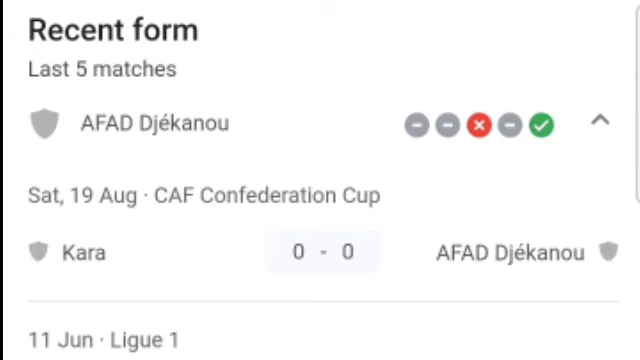 Recent form
Last 5 matches
AFAD Djékanou
Sat, 19 Aug · CAF Confederation Cup
Kara 0 - 0 AFAD Djékanou
11 Jun · Ligue 1